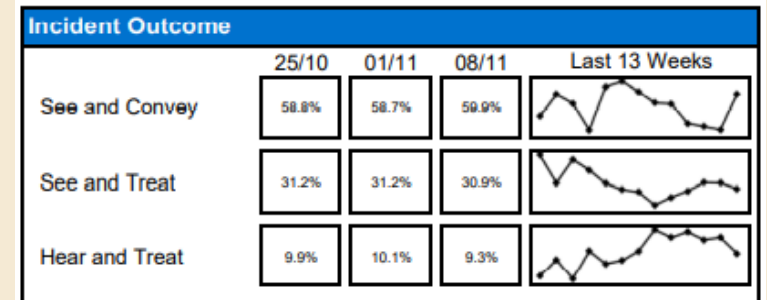 Incident Outcome
25/10 01/11 08/11 Last 13 Weeks
See and Convey 58.8% 58.7% 59.9%
See and Treat 31.2% 31.2% 30.9%
Hear and Treat 9.9% 10.1% 9.3%